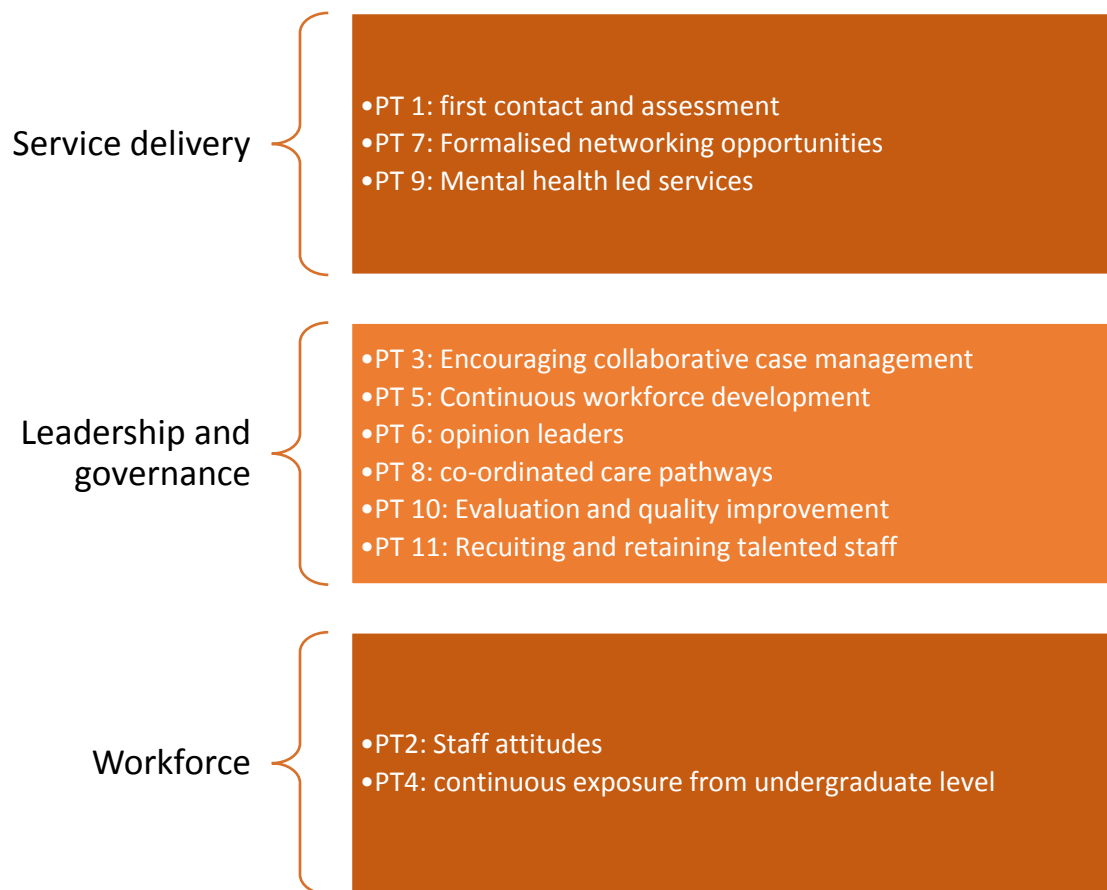 Service delivery
•PT 1: first contact and assessment
•PT 7: Formalised networking opportunities
•PT 9: Mental health led services
Leadership and
governance
•PT 3: Encouraging collaborative case management
•PT 5: Continuous workforce development
•PT 6: opinion leaders
•PT 8: co-ordinated care pathways
•PT 10: Evaluation and quality improvement
•PT 11: Recuiting and retaining talented staff
Workforce
•PT2: Staff attitudes
•PT4: continuous exposure from undergraduate level